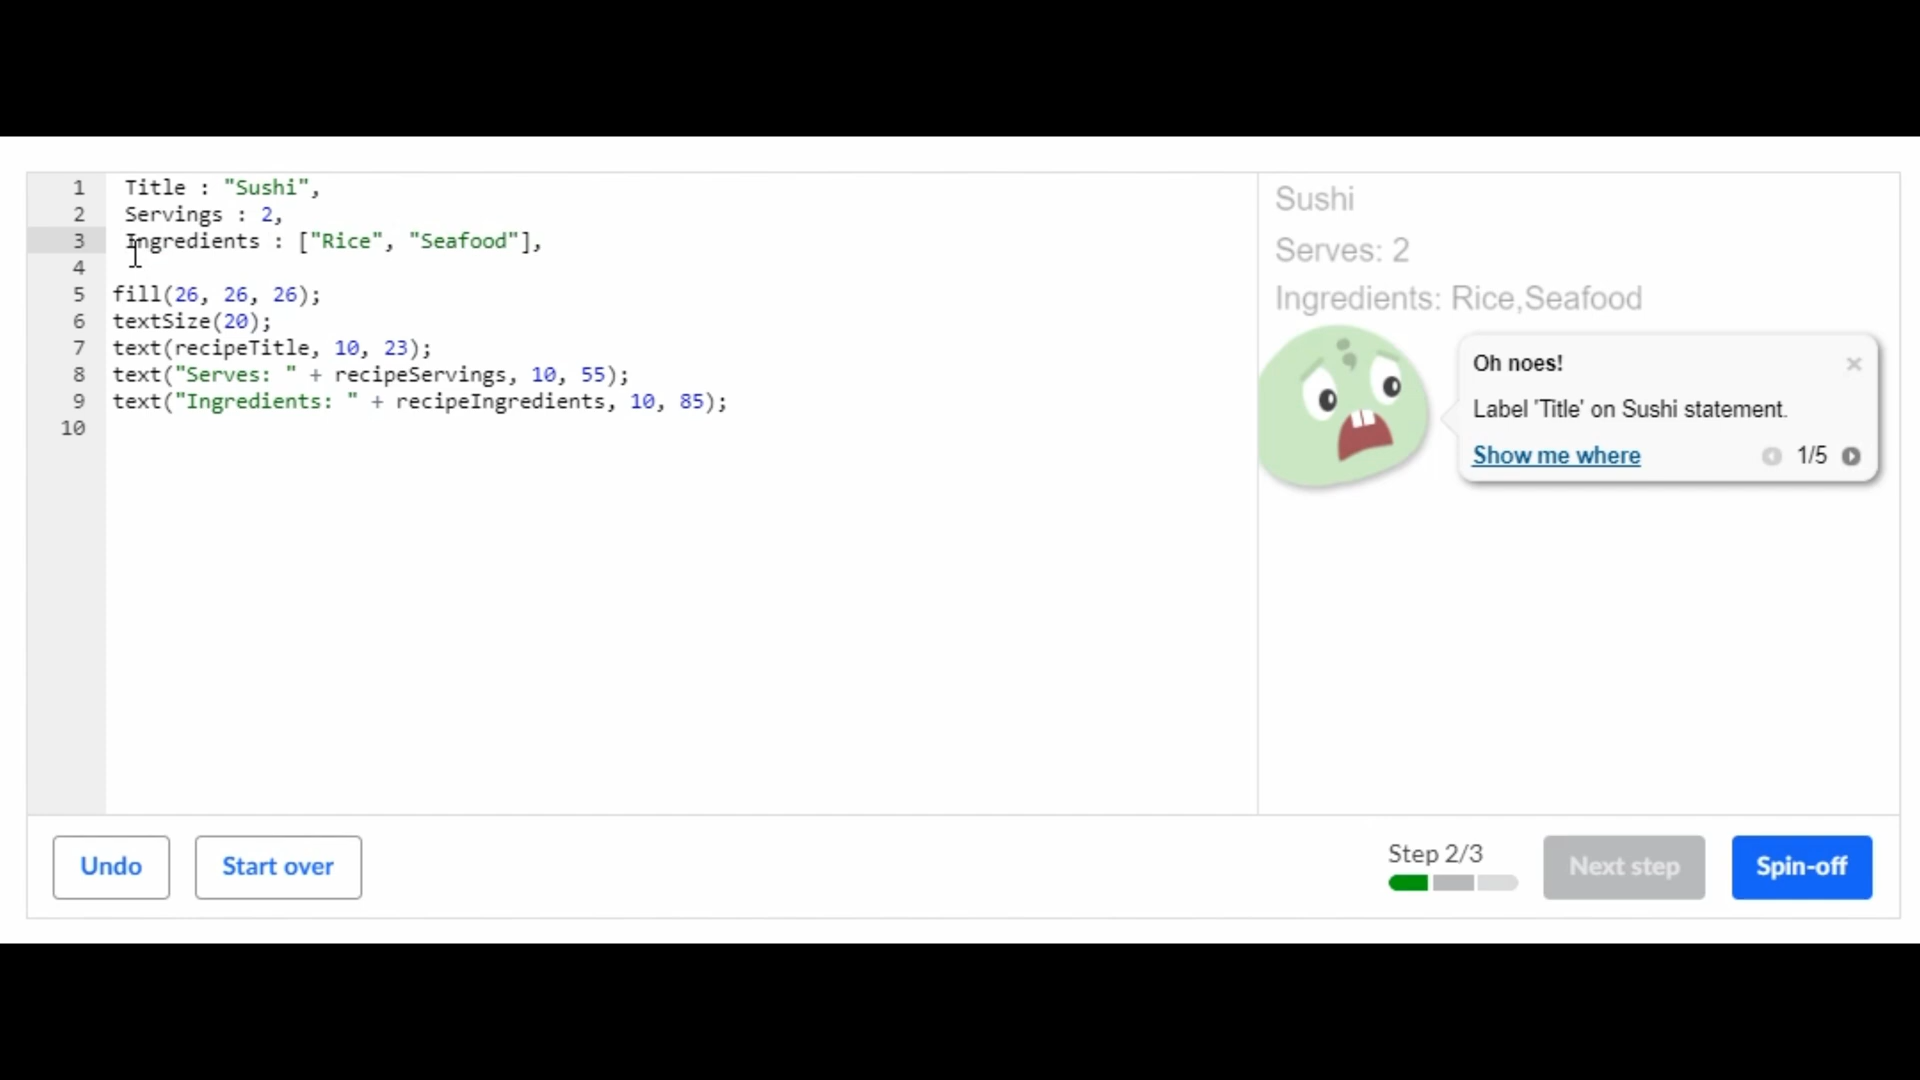 1 Title : "Sushi",
2 Servings : 2,
3 Ingredients : ["Rice", "Seafood"],
4
5 fill(26, 26, 26);
6 textSize(20);
7 text(recipeTitle, 10, 23);
8 text("Serves: " + recipeServings, 10, 55);
9 text("Ingredients: " + recipeIngredients, 10, 85);
10
Sushi
Serves: 2
Ingredients: Rice,Seafood
Oh noes!
Label 'Title' on Sushi statement.
Show me where 1/5
Undo Start over Step 2/3 Next step Spin-off